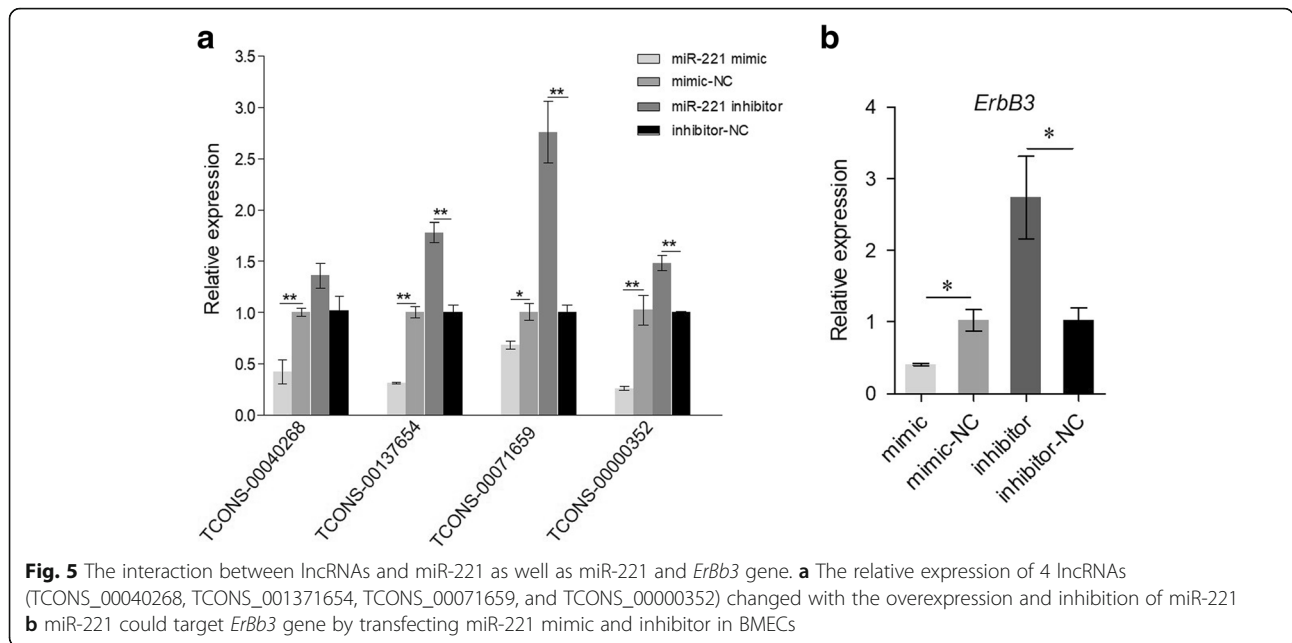 a
3.5
3.0
2.5
2.0
1.5
1.0
0.5
0.0
Relative expression
miR-221 mimic
mimic-NC
miR-221 inhibitor
inhibitor-NC
**
**
**
*
**
**
**
TCONS-00040268
TCONS-00137654
TCONS-00071659
TCONS-00000352
b
ErbB3
4
3
2
1
0
Relative expression
*
*
mimic
mimic-NC
inhibitor
inhibitor-NC
Fig. 5 The interaction between lncRNAs and miR-221 as well as miR-221 and ErBb3 gene. a The relative expression of 4 lncRNAs
(TCONS_00040268, TCONS_001371654, TCONS_00071659, and TCONS_00000352) changed with the overexpression and inhibition of miR-221
b miR-221 could target ErBb3 gene by transfecting miR-221 mimic and inhibitor in BMECs